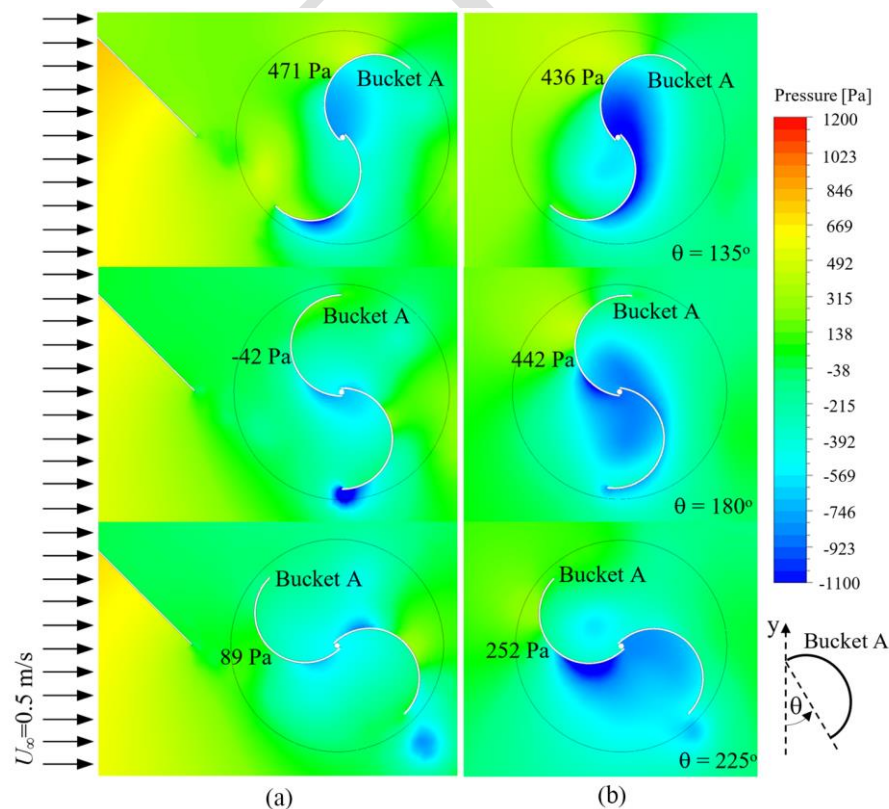 471 Pa
Bucket A
436 Pa
Bucket A
θ = 135°
Bucket A
-42 Pa
Bucket A
442 Pa
θ = 180°
Bucket A
89 Pa
Bucket A
252 Pa
θ = 225°
Pressure [Pa]
1200
1023
846
669
492
315
138
-38
-215
-392
-569
-746
-923
-1100
y
Bucket A
θ
U∞=0.5 m/s
(a)
(b)